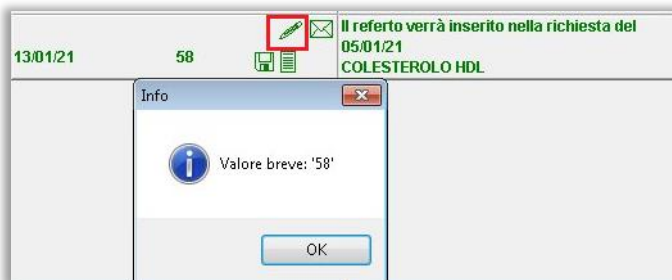 Il referto verrà inserito nella richiesta del
05/01/21
13/01/21 58
COLESTEROLO HDL
Info
Valore breve: '58'
OK